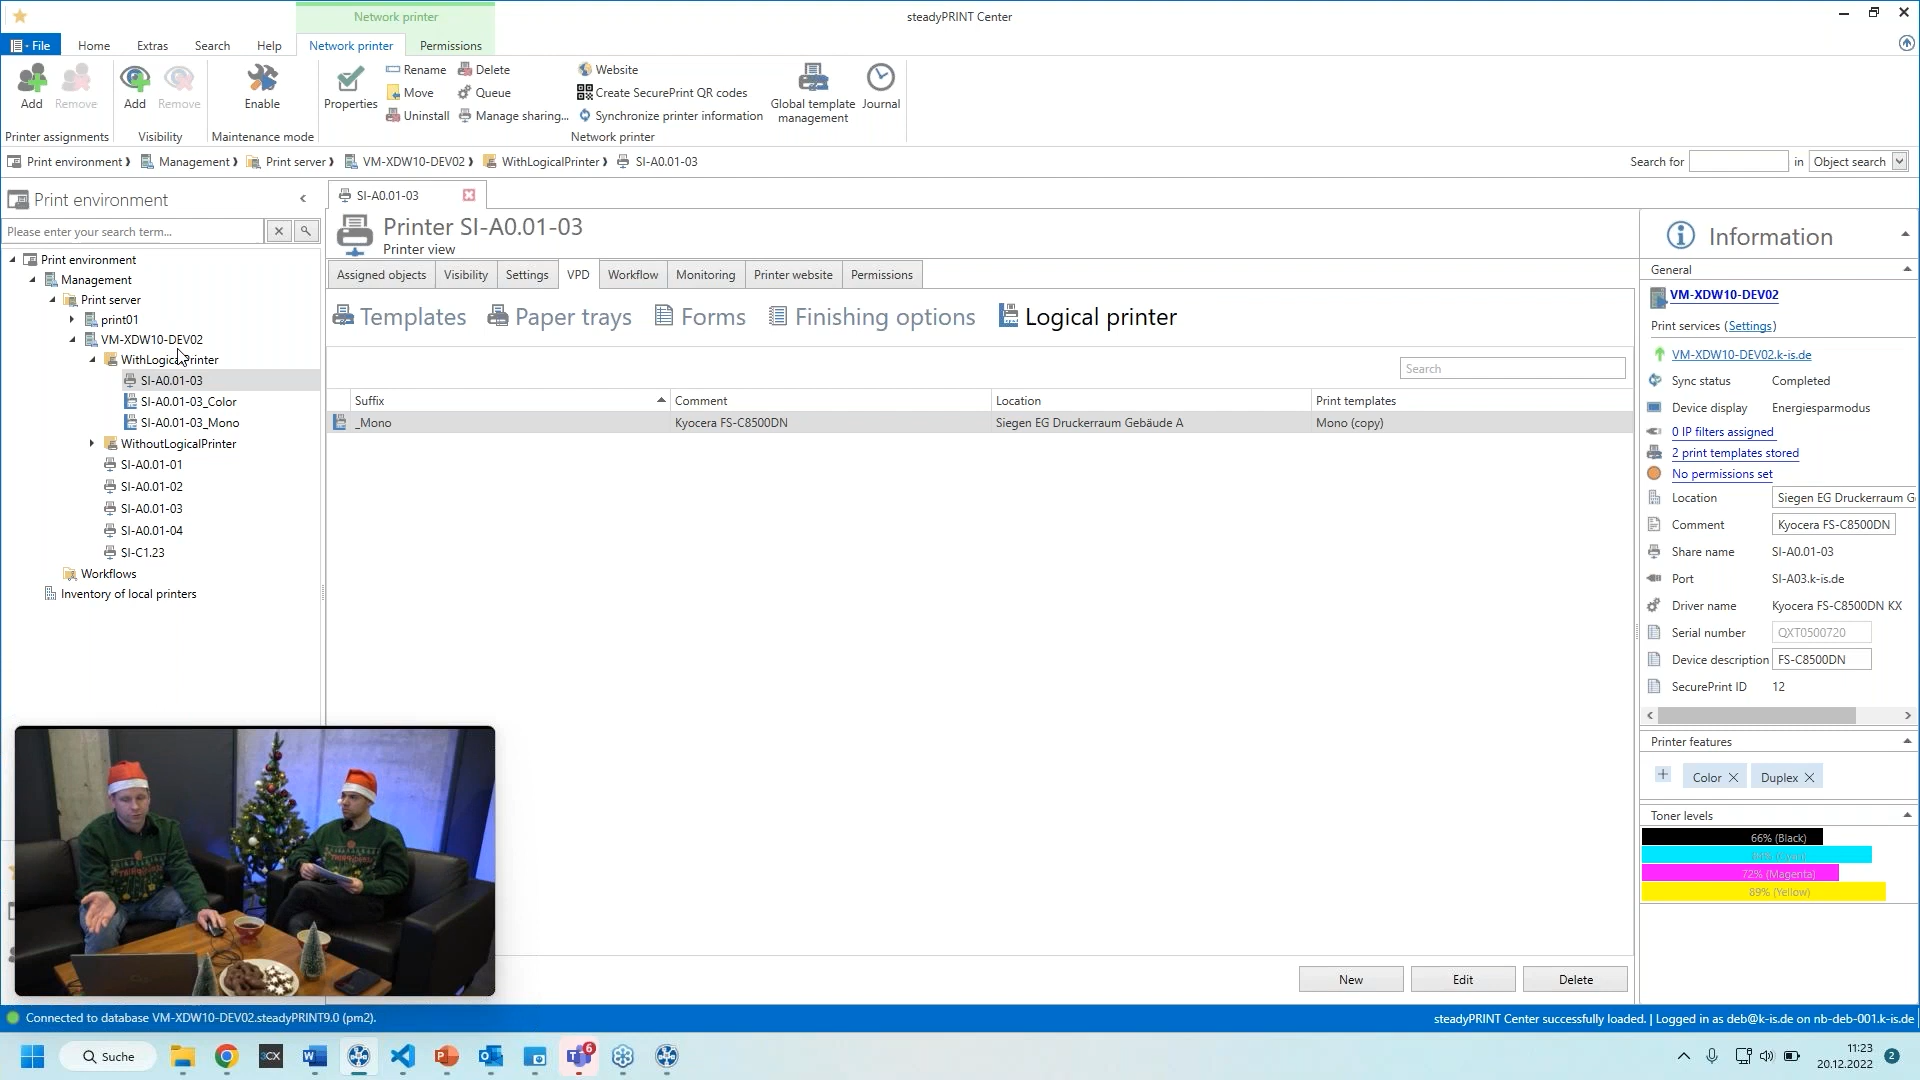 Network printer
steadyPRINT Center
File
Home
Extras
Search
Help
Network printer
Permissions
Add
Remove
Printer assignments
Add
Remove
Visibility
Enable
Maintenance mode
Properties
Rename
Move
Uninstall
Delete
Queue
Manage sharing...
Website
Create SecurePrint QR codes
Synchronize printer information
Network printer
Global template management
Journal
Print environment
Management
Print server
VM-XDW10-DEV02
WithLogicalPrinter
SI-A0.01-03
Search for
in
Object search
Print environment
Please enter your search term...
Print environment
Management
Print server
print01
VM-XDW10-DEV02
WithLogicalPrinter
SI-A0.01-03
SI-A0.01-03_Color
SI-A0.01-03_Mono
WithoutLogicalPrinter
SI-A0.01-01
SI-A0.01-02
SI-A0.01-03
SI-A0.01-04
SI-C1.23
Workflows
Inventory of local printers
SI-A0.01-03
Printer SI-A0.01-03
Printer view
Assigned objects
Visibility
Settings
VPD
Workflow
Monitoring
Printer website
Permissions
Templates
Paper trays
Forms
Finishing options
Logical printer
Search
Suffix
Comment
Location
Print templates
_Mono
Kyocera FS-C8500DN
Siegen EG Druckerraum Gebäude A
Mono (copy)
New
Edit
Delete
Information
General
VM-XDW10-DEV02
Print services (Settings)
VM-XDW10-DEV02.k-is.de
Sync status Completed
Device display Energiesparmodus
0 IP filters assigned
2 print templates stored
No permissions set
Location Siegen EG Druckerraum G
Comment Kyocera FS-C8500DN
Share name SI-A0.01-03
Port SI-A03.k-is.de
Driver name Kyocera FS-C8500DN KX
Serial number QXT0500720
Device description FS-C8500DN
SecurePrint ID 12
Printer features
Color
Duplex
Toner levels
66% (Black)
72% (Magenta)
89% (Yellow)
Connected to database VM-XDW10-DEV02.steadyPRINT9.0 (pm2).
steadyPRINT Center successfully loaded. | Logged in as deb@k-is.de on nb-deb-001.k-is.de
Suche
3CX
6
11:23
20.12.2022
2